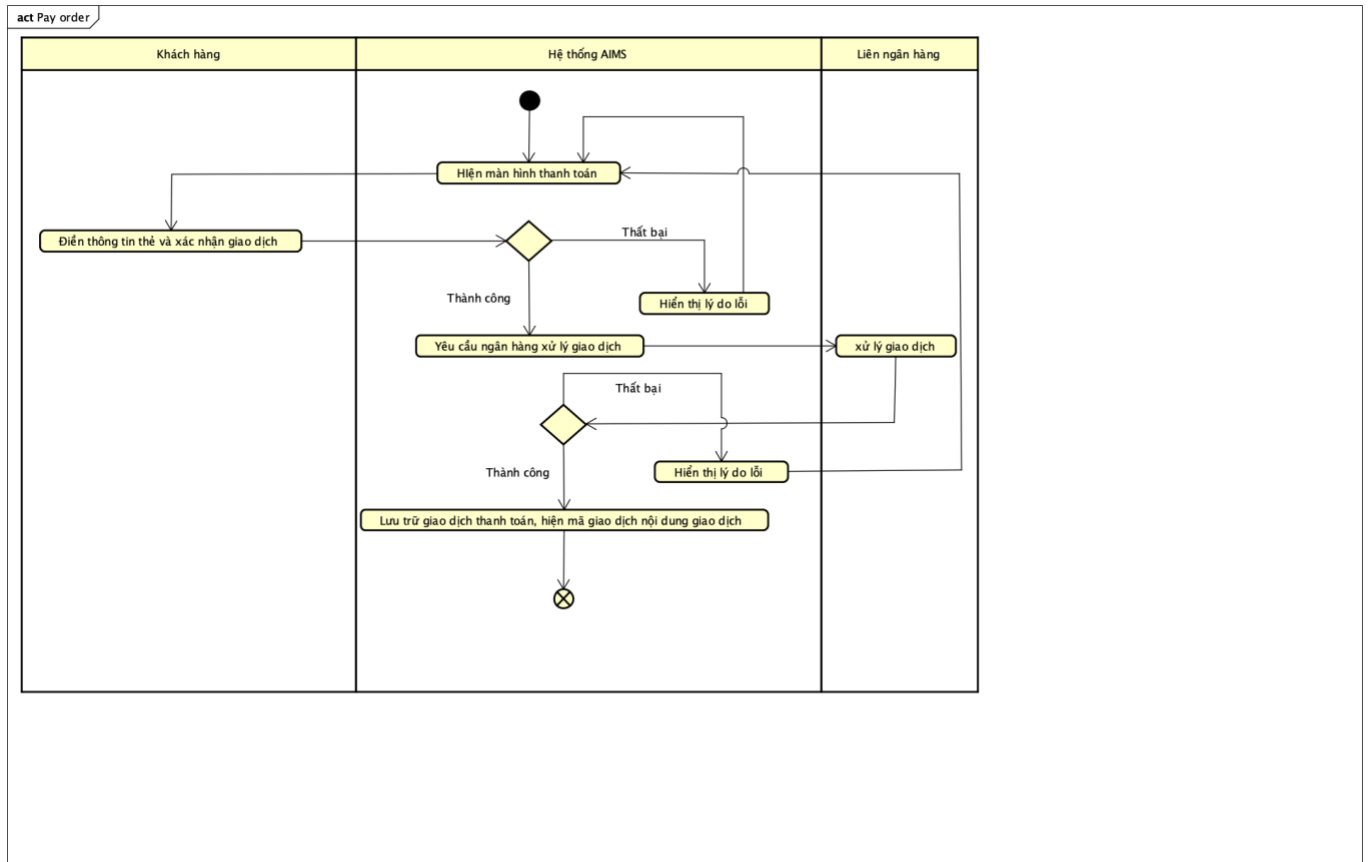 act Pay order
Khách hàng
Hệ thống AIMS
Liên ngân hàng
HIện màn hình thanh toán
Điền thông tin thẻ và xác nhận giao dịch
Thất bại
Thành công
Hiển thị lý do lỗi
Yêu cầu ngân hàng xử lý giao dịch
xử lý giao dịch
Thất bại
Thành công
Hiển thị lý do lỗi
Lưu trữ giao dịch thanh toán, hiện mã giao dịch nội dung giao dịch